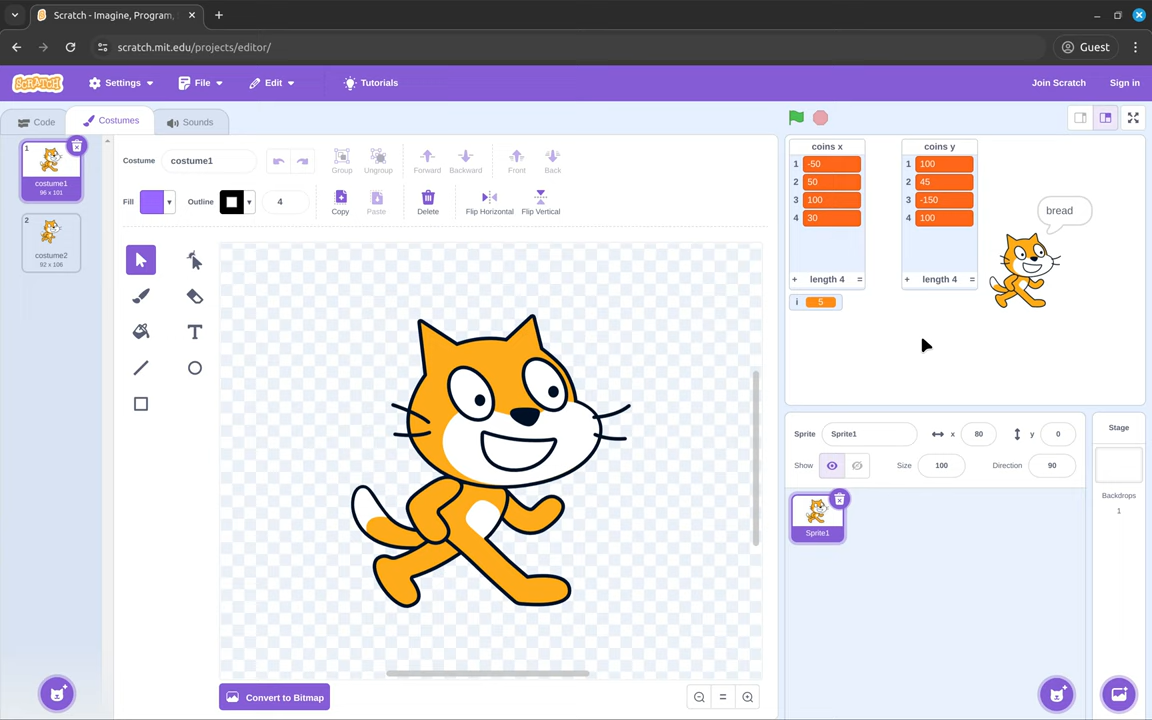 Scratch - Imagine, Program,
scratch.mit.edu/projects/editor/
Guest
SCRATCH
Settings
File
Edit
Tutorials
Join Scratch
Sign in
Code
Costumes
Sounds
1
costume1
96 x 101
2
costume2
92 x 106
Costume
costume1
Group
Ungroup
Forward
Backward
Front
Back
Fill
Outline
4
Copy
Paste
Delete
Flip Horizontal
Flip Vertical
T
Convert to Bitmap
coins x
1 -50
2 50
3 100
4 30
+ length 4 =
coins y
1 100
2 45
3 -150
4 100
+ length 4 =
i 5
bread
Sprite
Sprite1
x 80
y 0
Show
Size 100
Direction 90
Sprite1
Stage
Backdrops
1